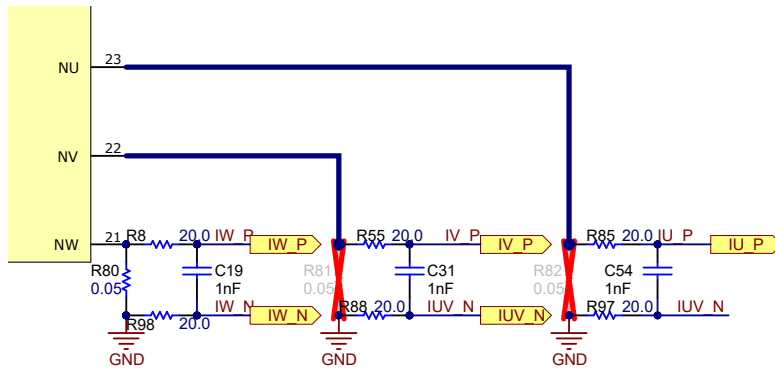 23
NU
22
NV
21
NW
R8
20.0
IW_P
IW_P
R55
20.0
IV_P
IV_P
R85
20.0
IU_P
IU_P
R80
0.05
C19
1nF
R81
0.05
C31
1nF
R82
0.05
C54
1nF
R98
20.0
IW_N
IW_N
R88
20.0
IUV_N
IUV_N
R97
20.0
IUV_N
GND
GND
GND